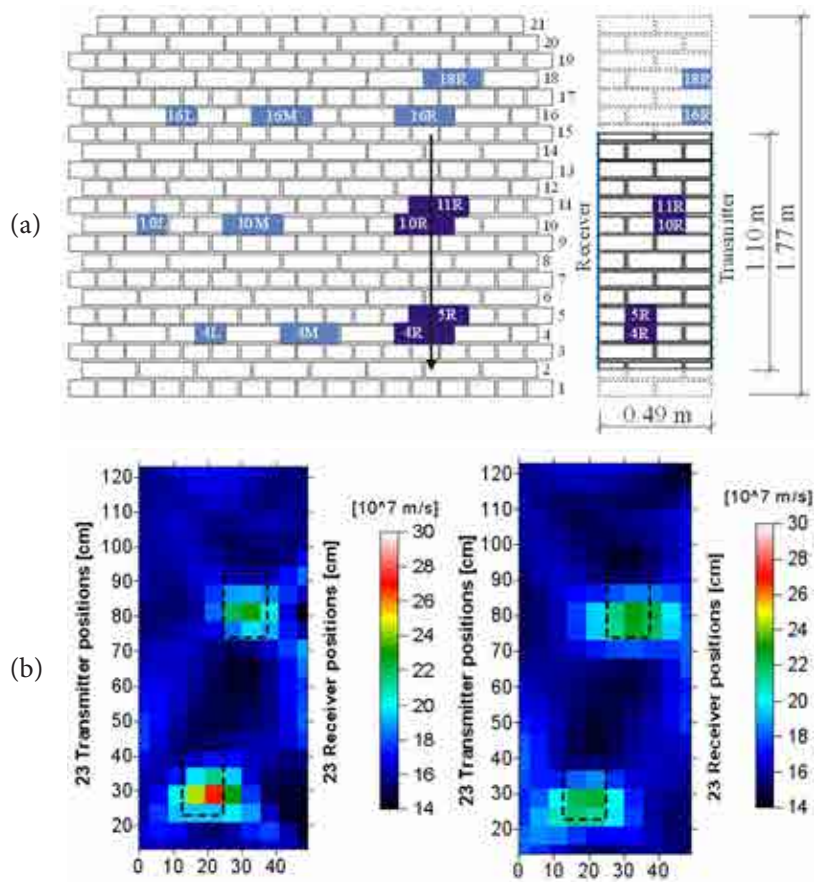 (a)
21
20
19
18
18R
18R
17
16L
16M
16R
16
16R
15
14
13
12
11R
11
11R
10L
10M
10R
10
10R
9
8
7
6
5R
5
5R
4L
4M
4R
4
4R
3
2
1
Receiver
Transmitter
1.10 m
1.77 m
0.49 m
(b)
23 Transmitter positions [cm]
120
110
100
90
80
70
60
50
40
30
20
0 10 20 30 40
23 Receiver positions [cm]
[10^7 m/s]
30
28
26
24
22
20
18
16
14
23 Transmitter positions [cm]
120
110
100
90
80
70
60
50
40
30
20
0 10 20 30 40
23 Receiver positions [cm]
[10^7 m/s]
30
28
26
24
22
20
18
16
14